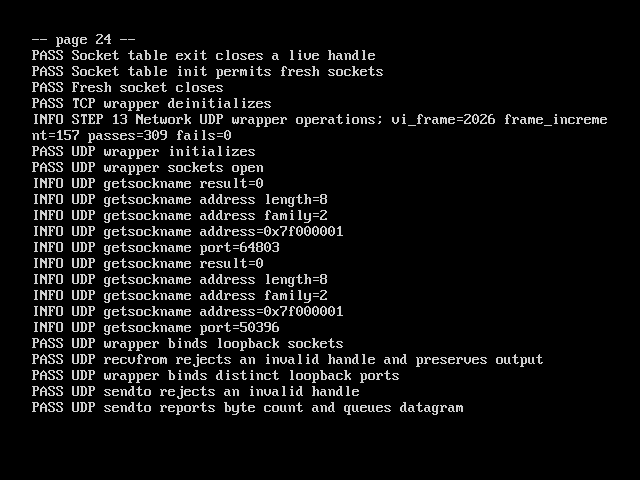 -- page 24 --
PASS Socket table exit closes a live handle
PASS Socket table init permits fresh sockets
PASS Fresh socket closes
PASS TCP wrapper deinitializes
INFO STEP 13 Network UDP wrapper operations; vi_frame=2026 frame_increme
nt=157 passes=309 fails=0
PASS UDP wrapper initializes
PASS UDP wrapper sockets open
INFO UDP getsockname result=0
INFO UDP getsockname address length=8
INFO UDP getsockname address family=2
INFO UDP getsockname address=0x7f000001
INFO UDP getsockname port=64803
INFO UDP getsockname result=0
INFO UDP getsockname address length=8
INFO UDP getsockname address family=2
INFO UDP getsockname address=0x7f000001
INFO UDP getsockname port=50396
PASS UDP wrapper binds loopback sockets
PASS UDP recvfrom rejects an invalid handle and preserves output
PASS UDP wrapper binds distinct loopback ports
PASS UDP sendto rejects an invalid handle
PASS UDP sendto reports byte count and queues datagram